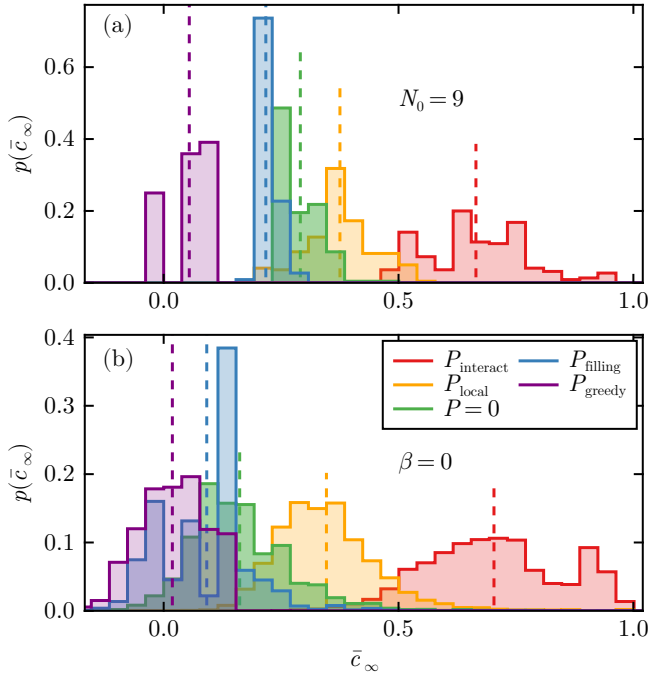 (a)
N₀ = 9
p(c̄∞)
0.6
0.4
0.2
0.0
0.0 0.5 1.0
(b)
P_interact P_filling
P_local P_greedy
P = 0
β = 0
p(c̄∞)
0.4
0.3
0.2
0.1
0.0
0.0 0.5 1.0
c̄∞